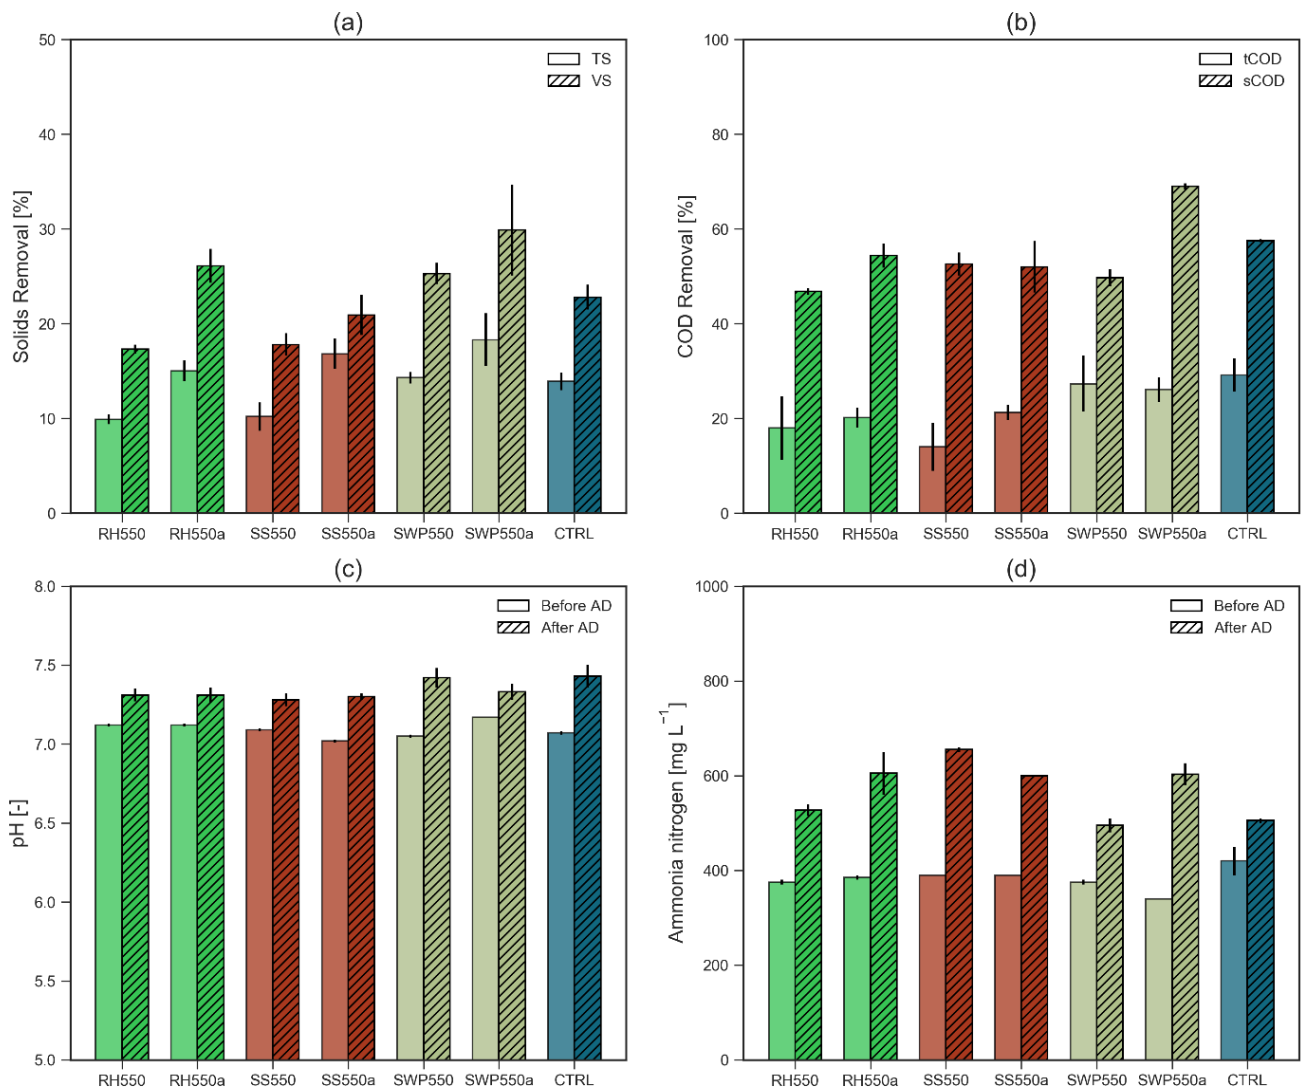 (a)
Solids Removal [%]
50
40
30
20
10
0
TS
VS
RH550 RH550a SS550 SS550a SWP550 SWP550a CTRL
(b)
COD Removal [%]
100
80
60
40
20
0
tCOD
sCOD
RH550 RH550a SS550 SS550a SWP550 SWP550a CTRL
(c)
pH [-]
8.0
7.5
7.0
6.5
6.0
5.5
5.0
Before AD
After AD
RH550 RH550a SS550 SS550a SWP550 SWP550a CTRL
(d)
Ammonia nitrogen [mg L⁻¹]
1000
800
600
400
200
0
Before AD
After AD
RH550 RH550a SS550 SS550a SWP550 SWP550a CTRL